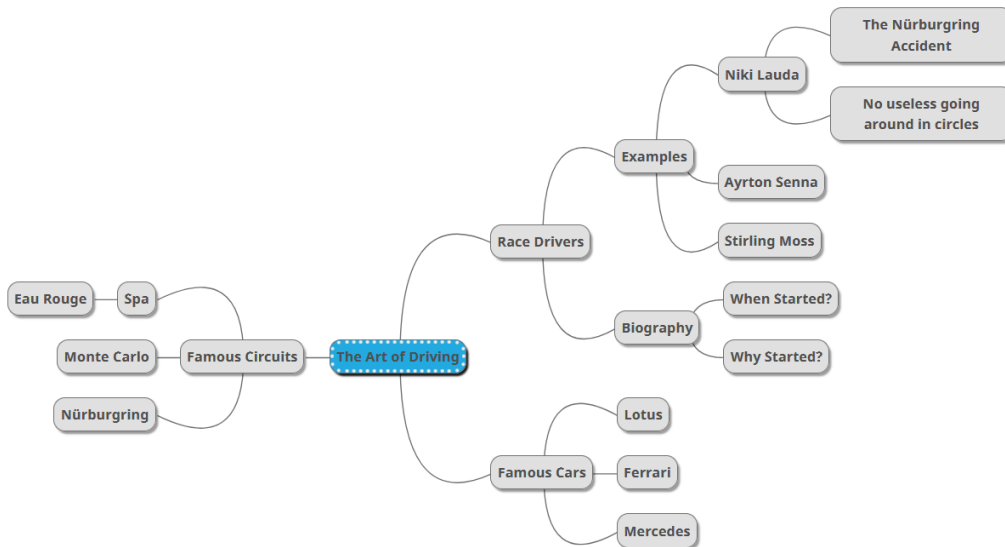 The Nürburgring
Accident
Niki Lauda
No useless going
around in circles
Examples
Ayrton Senna
Stirling Moss
Race Drivers
When Started?
Biography
Why Started?
Eau Rouge
Spa
Monte Carlo
Famous Circuits
The Art of Driving
Nürburgring
Lotus
Famous Cars
Ferrari
Mercedes